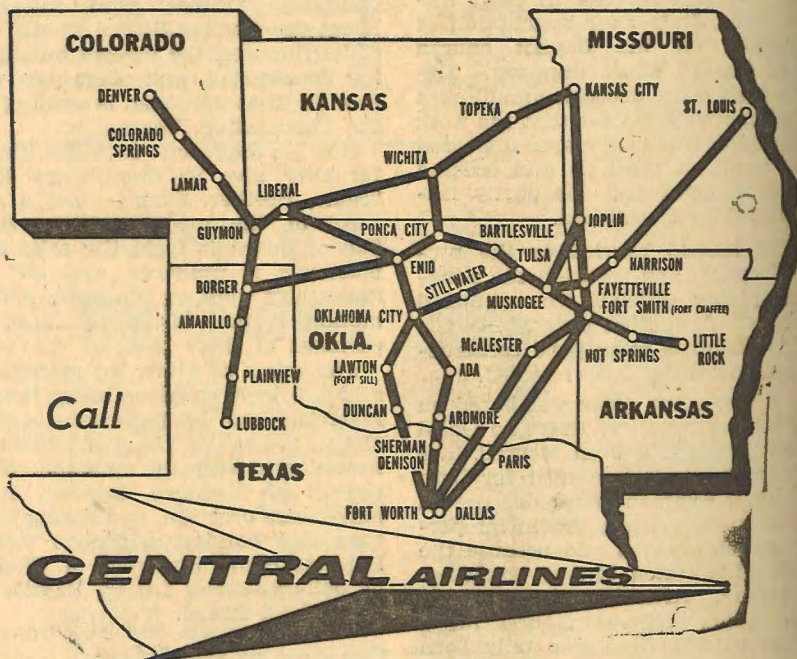 COLORADO
MISSOURI
DENVER
KANSAS
KANSAS CITY
TOPEKA
ST. LOUIS
COLORADO
SPRINGS
WICHITA
LAMAR
LIBERAL
GUYMON
PONCA CITY
BARTLESVILLE
JOPLIN
TULSA
ENID
HARRISON
STILLWATER
BORGER
MUSKOGEE
FAYETTEVILLE
FORT SMITH (FORT CHAFFEE)
OKLAHOMA
CITY
AMARILLO
OKLA.
MCALESTER
HOT SPRINGS
LITTLE
ROCK
LAWTON
(FORT SILL)
ADA
PLAINVIEW
Call
DUNCAN
ARDMORE
ARKANSAS
LUBBOCK
SHERMAN
DENISON
PARIS
TEXAS
FORT WORTH
DALLAS
CENTRAL AIRLINES